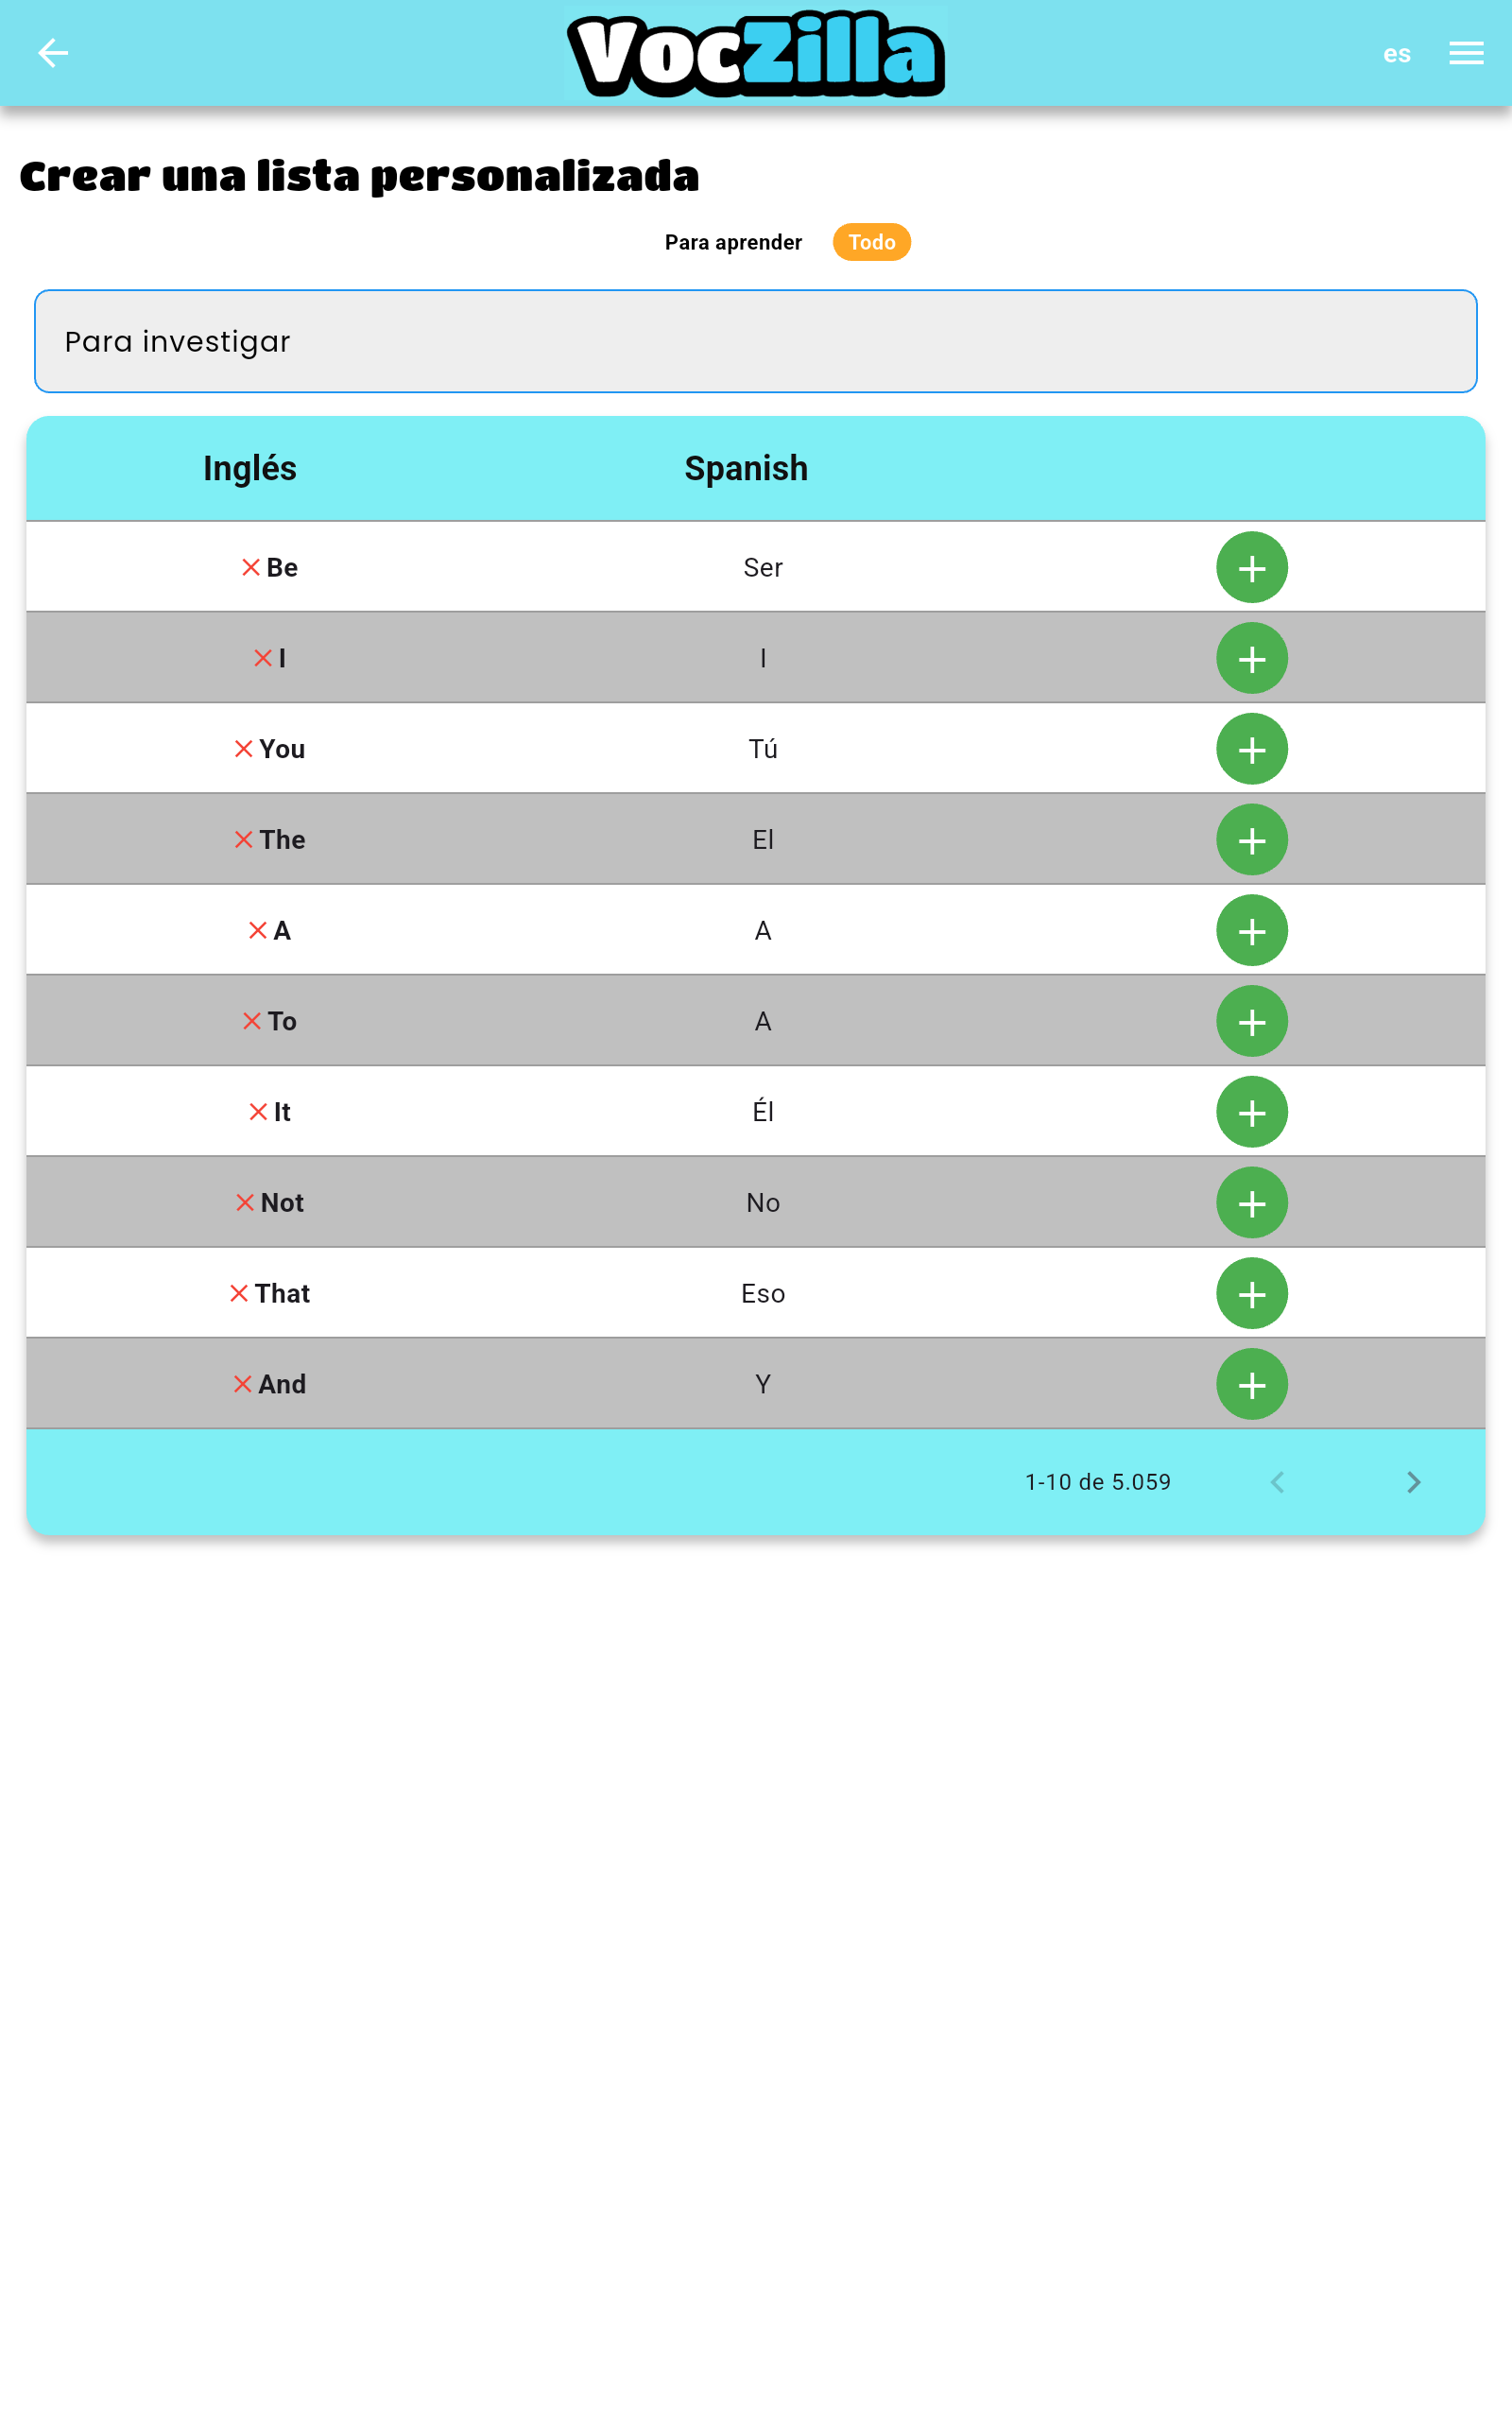 VocZilla
es
Crear una lista personalizada
Para aprender Todo
Para investigar
Inglés Spanish
Be Ser
I I
You Tú
The El
A A
To A
It Él
Not No
That Eso
And Y
1-10 de 5.059